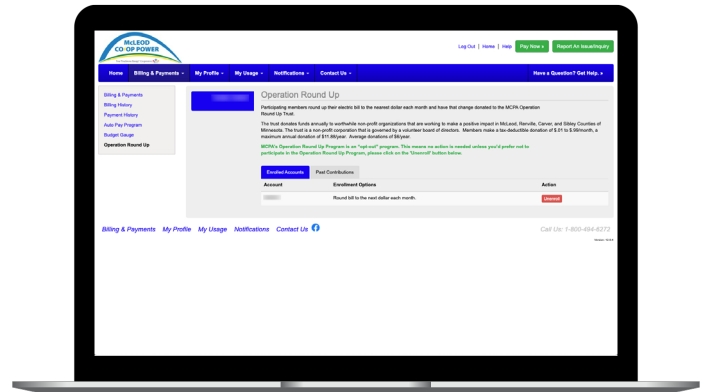 McLEOD
CO-OP POWER
Log Out | Home | Help
Pay Now »
Report An Issue/Inquiry
Home
Billing & Payments
My Profile
My Usage
Notifications
Contact Us
Have a Question? Get Help. »
Billing & Payments
Billing History
Payment History
Auto Pay Program
Budget Gauge
Operation Round Up
Operation Round Up
Participating members round up their electric bill to the nearest dollar each month and have that change donated to the MCPA Operation
Round Up Trust.
The trust donates funds annually to worthwhile non-profit organizations that are working to make a positive impact in McLeod, Renville, Carver, and Sibley Counties of
Minnesota. The trust is a non-profit corporation that is governed by a volunteer board of directors. Members make a tax-deductible donation of $.01 to $.99/month, a
maximum annual donation of $11.88/year. Average donations of $6/year.
MCPA's Operation Round Up Program is an "opt-out" program. This means no action is needed unless you'd prefer not to
participate in the Operation Round Up Program, please click on the 'Unenroll' button below.
Enrolled Accounts
Past Contributions
Account
Enrollment Options
Action
Round bill to the next dollar each month.
Unenroll
Billing & Payments My Profile My Usage Notifications Contact Us
Call Us: 1-800-494-6272